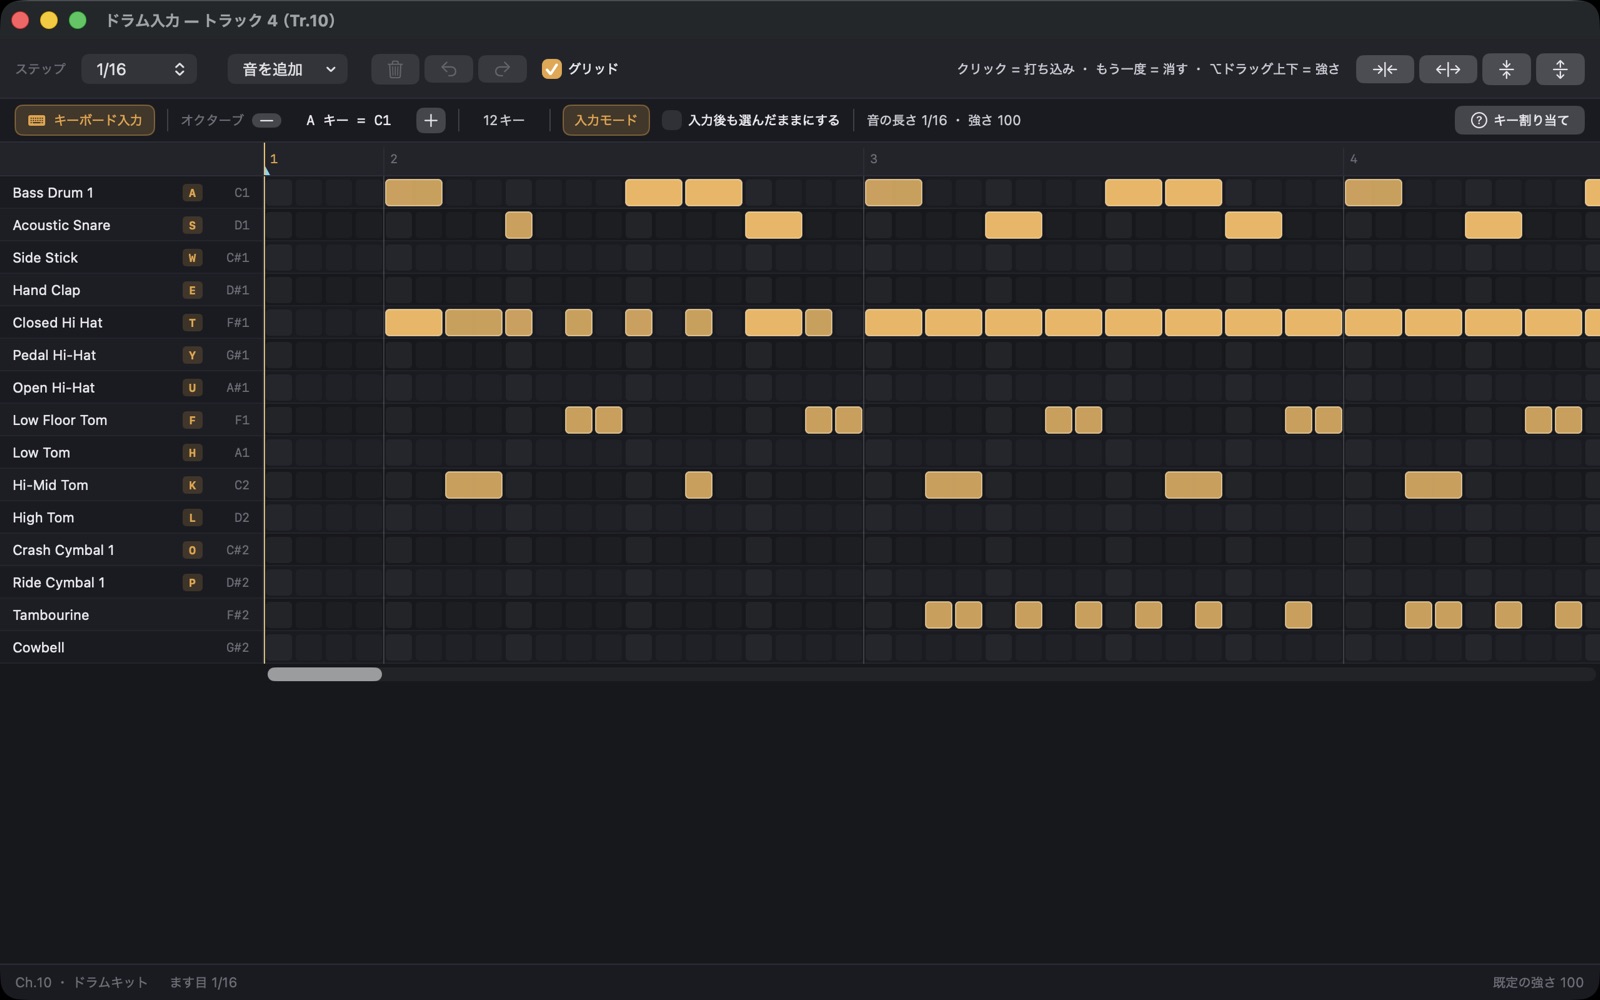 ドラム入力 — トラック 4 (Tr.10)
ステップ 1/16 音を追加 グリッド クリック = 打ち込み ・ もう一度 = 消す ・ ⌥ドラッグ上下 = 強さ
キーボード入力 オクターブ A キー = C1 12キー 入力モード 入力後も選んだままにする 音の長さ 1/16 ・ 強さ 100 ? キー割り当て
1 2 3 4
Bass Drum 1 A C1
Acoustic Snare S D1
Side Stick W C#1
Hand Clap E D#1
Closed Hi Hat T F#1
Pedal Hi-Hat Y G#1
Open Hi-Hat U A#1
Low Floor Tom F F1
Low Tom H A1
Hi-Mid Tom K C2
High Tom L D2
Crash Cymbal 1 O C#2
Ride Cymbal 1 P D#2
Tambourine F#2
Cowbell G#2
Ch.10 ・ ドラムキット ます目 1/16 既定の強さ 100